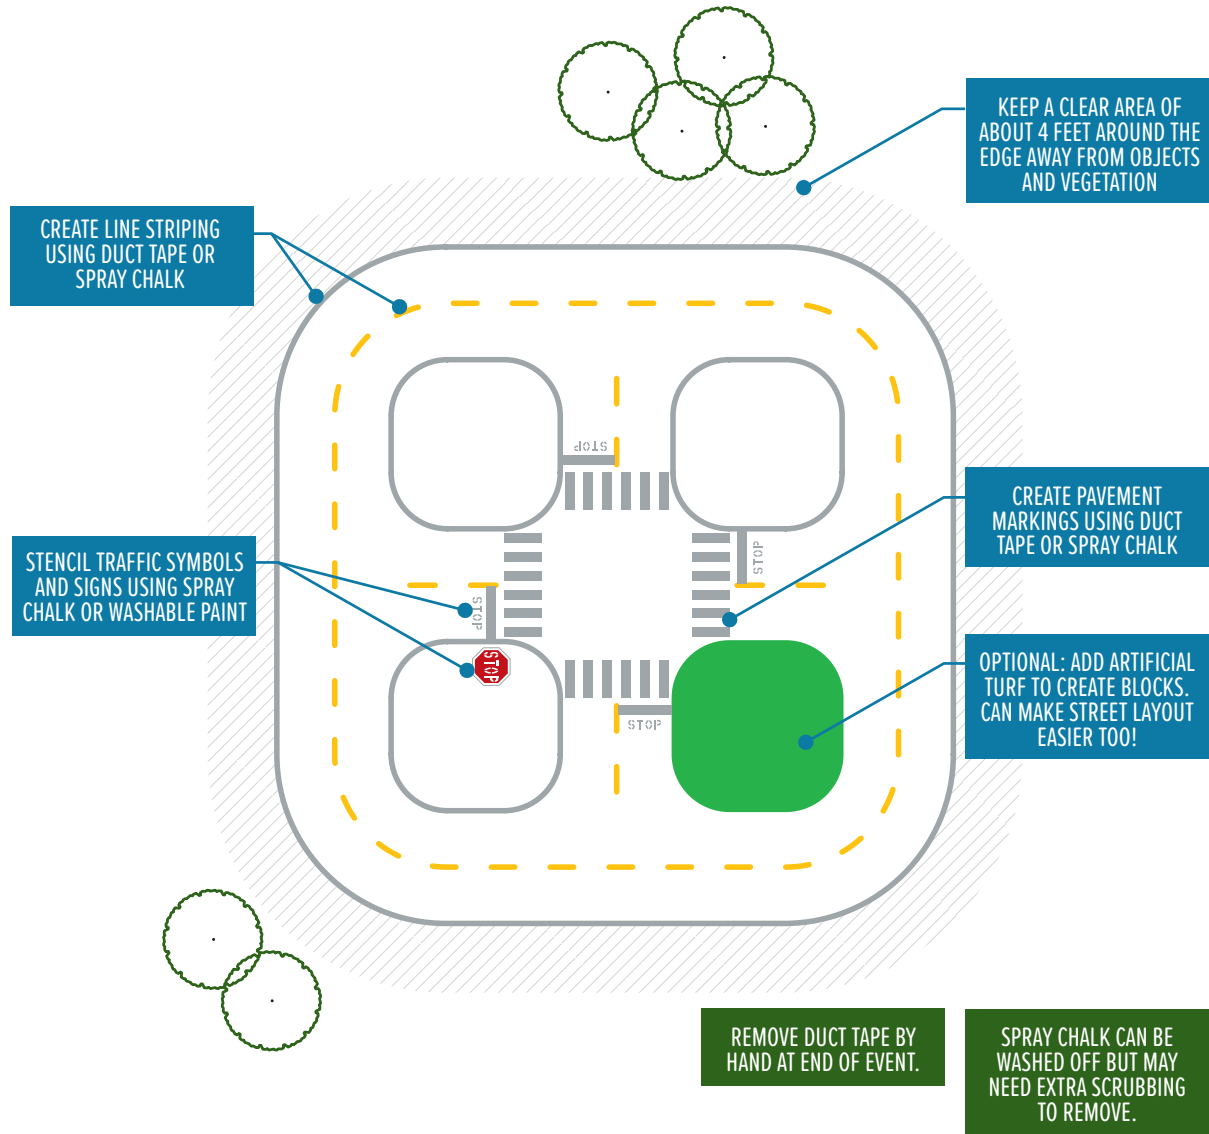 KEEP A CLEAR AREA OF
ABOUT 4 FEET AROUND THE
EDGE AWAY FROM OBJECTS
AND VEGETATION
CREATE LINE STRIPING
USING DUCT TAPE OR
SPRAY CHALK
STOP
CREATE PAVEMENT
MARKINGS USING DUCT
TAPE OR SPRAY CHALK
STOP
STENCIL TRAFFIC SYMBOLS
AND SIGNS USING SPRAY
CHALK OR WASHABLE PAINT
STOP
STOP
OPTIONAL: ADD ARTIFICIAL
TURF TO CREATE BLOCKS.
CAN MAKE STREET LAYOUT
EASIER TOO!
STOP
REMOVE DUCT TAPE BY
HAND AT END OF EVENT.
SPRAY CHALK CAN BE
WASHED OFF BUT MAY
NEED EXTRA SCRUBBING
TO REMOVE.